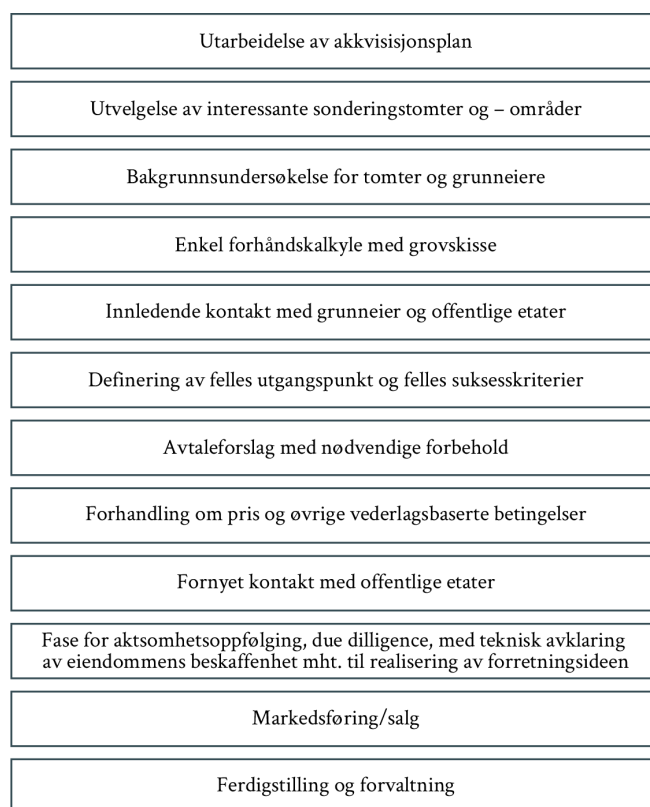 Utarbeidelse av akkvisisjonsplan
Utvelgelse av interessante sonderingstomter og – områder
Bakgrunnsundersøkelse for tomter og grunneiere
Enkel forhåndskalkyle med grovskisse
Innledende kontakt med grunneier og offentlige etater
Definering av felles utgangspunkt og felles suksesskriterier
Avtaleforslag med nødvendige forbehold
Forhandling om pris og øvrige vederlagsbaserte betingelser
Fornyet kontakt med offentlige etater
Fase for aktsomhetsoppfølging, due dilligence, med teknisk avklaring
av eiendommens beskaffenhet mht. til realisering av forretningsideen
Markedsføring/salg
Ferdigstilling og forvaltning